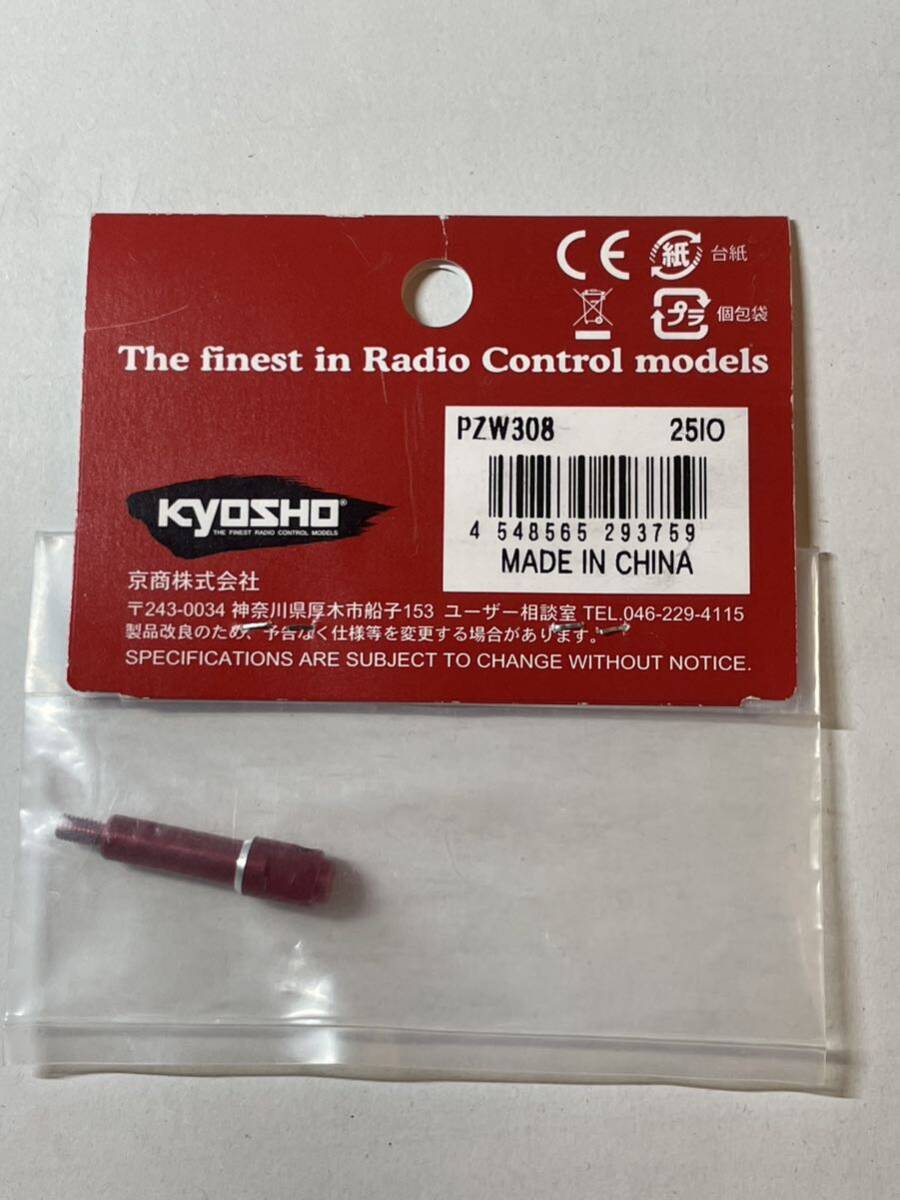 CE 紙 台紙
プラ 個包袋
The finest in Radio Control models
PZW308 2510
4 548565 293759
MADE IN CHINA
KYOSHO®
THE FINEST RADIO CONTROL MODELS
京商株式会社
〒243-0034 神奈川県厚木市船子153 ユーザー相談室 TEL.046-229-4115
製品改良のため、予告なく仕様等を変更する場合があります。
SPECIFICATIONS ARE SUBJECT TO CHANGE WITHOUT NOTICE.